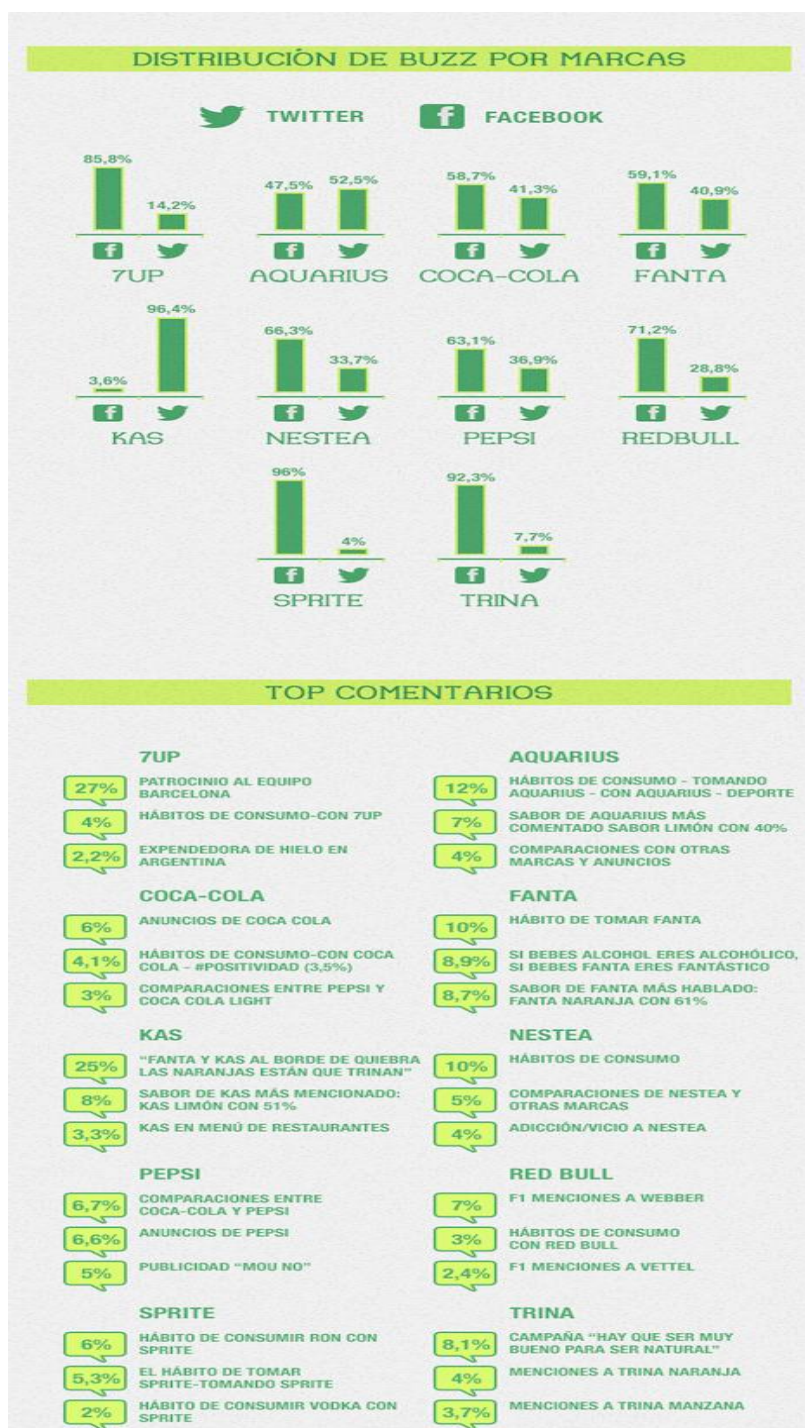 DISTRIBUCIÓN DE BUZZ POR MARCAS
TWITTER
FACEBOOK
85,8%
14,2%
7UP
47,5%
52,5%
AQUARIUS
58,7%
41,3%
COCA-COLA
59,1%
40,9%
FANTA
3,6%
96,4%
KAS
66,3%
33,7%
NESTEA
63,1%
36,9%
PEPSI
71,2%
28,8%
REDBULL
96%
4%
SPRITE
92,3%
7,7%
TRINA
TOP COMENTARIOS
7UP
27%
PATROCINIO AL EQUIPO
BARCELONA
4%
HÁBITOS DE CONSUMO-CON 7UP
2,2%
EXPENDEDORA DE HIELO EN
ARGENTINA
AQUARIUS
12%
HÁBITOS DE CONSUMO - TOMANDO
AQUARIUS - CON AQUARIUS - DEPORTE
7%
SABOR DE AQUARIUS MÁS
COMENTADO SABOR LIMÓN CON 40%
4%
COMPARACIONES CON OTRAS
MARCAS Y ANUNCIOS
COCA-COLA
6%
ANUNCIOS DE COCA COLA
4,1%
HÁBITOS DE CONSUMO-CON COCA
COLA - #POSITIVIDAD (3,5%)
3%
COMPARACIONES ENTRE PEPSI Y
COCA COLA LIGHT
FANTA
10%
HÁBITO DE TOMAR FANTA
8,9%
SI BEBES ALCOHOL ERES ALCOHÓLICO,
SI BEBES FANTA ERES FANTÁSTICO
8,7%
SABOR DE FANTA MÁS HABLADO:
FANTA NARANJA CON 61%
KAS
25%
"FANTA Y KAS AL BORDE DE QUIEBRA
LAS NARANJAS ESTÁN QUE TRINAN"
8%
SABOR DE KAS MÁS MENCIONADO:
KAS LIMÓN CON 51%
3,3%
KAS EN MENÚ DE RESTAURANTES
NESTEA
10%
HÁBITOS DE CONSUMO
5%
COMPARACIONES DE NESTEA Y
OTRAS MARCAS
4%
ADICCIÓN/VICIO A NESTEA
PEPSI
6,7%
COMPARACIONES ENTRE
COCA-COLA Y PEPSI
6,6%
ANUNCIOS DE PEPSI
5%
PUBLICIDAD "MOU NO"
RED BULL
7%
F1 MENCIONES A WEBBER
3%
HÁBITOS DE CONSUMO
CON RED BULL
2,4%
F1 MENCIONES A VETTEL
SPRITE
6%
HÁBITO DE CONSUMIR RON CON
SPRITE
5,3%
EL HÁBITO DE TOMAR
SPRITE-TOMANDO SPRITE
2%
HÁBITO DE CONSUMIR VODKA CON
SPRITE
TRINA
8,1%
CAMPAÑA "HAY QUE SER MUY
BUENO PARA SER NATURAL"
4%
MENCIONES A TRINA NARANJA
3,7%
MENCIONES A TRINA MANZANA